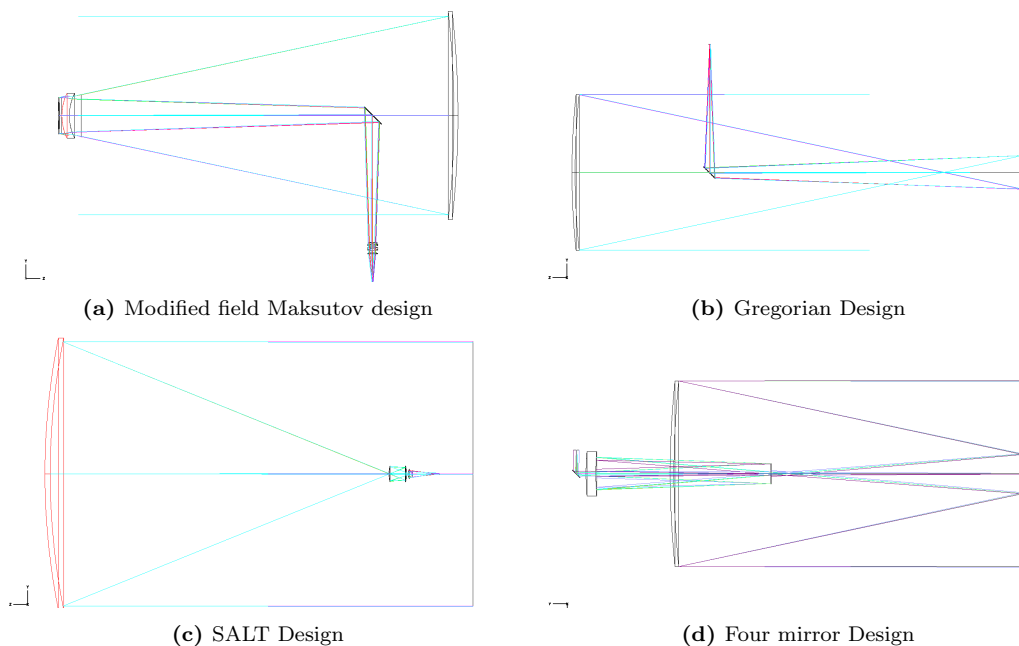 (a) Modified field Maksutov design
(b) Gregorian Design
(c) SALT Design
(d) Four mirror Design